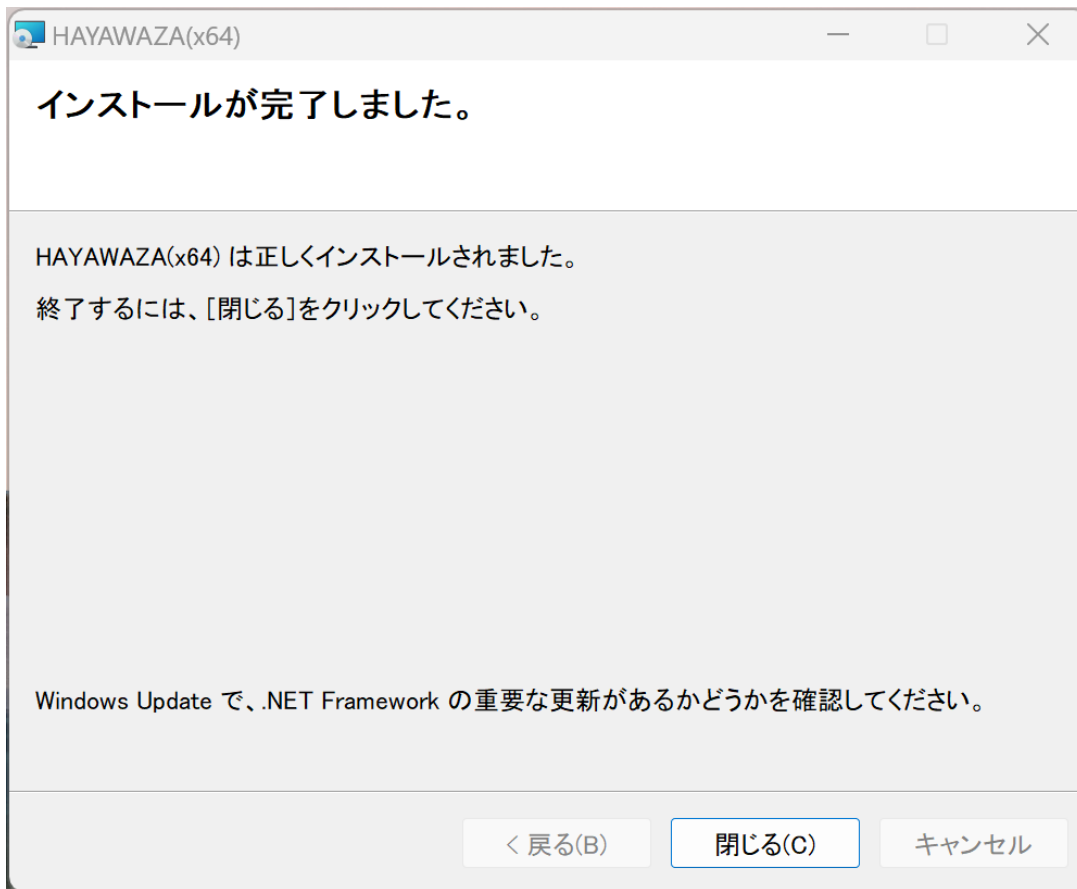 HAYAWAZA(x64)
インストールが完了しました。
HAYAWAZA(x64) は正しくインストールされました。
終了するには、[閉じる]をクリックしてください。
Windows Update で、.NET Framework の重要な更新があるかどうかを確認してください。
< 戻る(B)
閉じる(C)
キャンセル